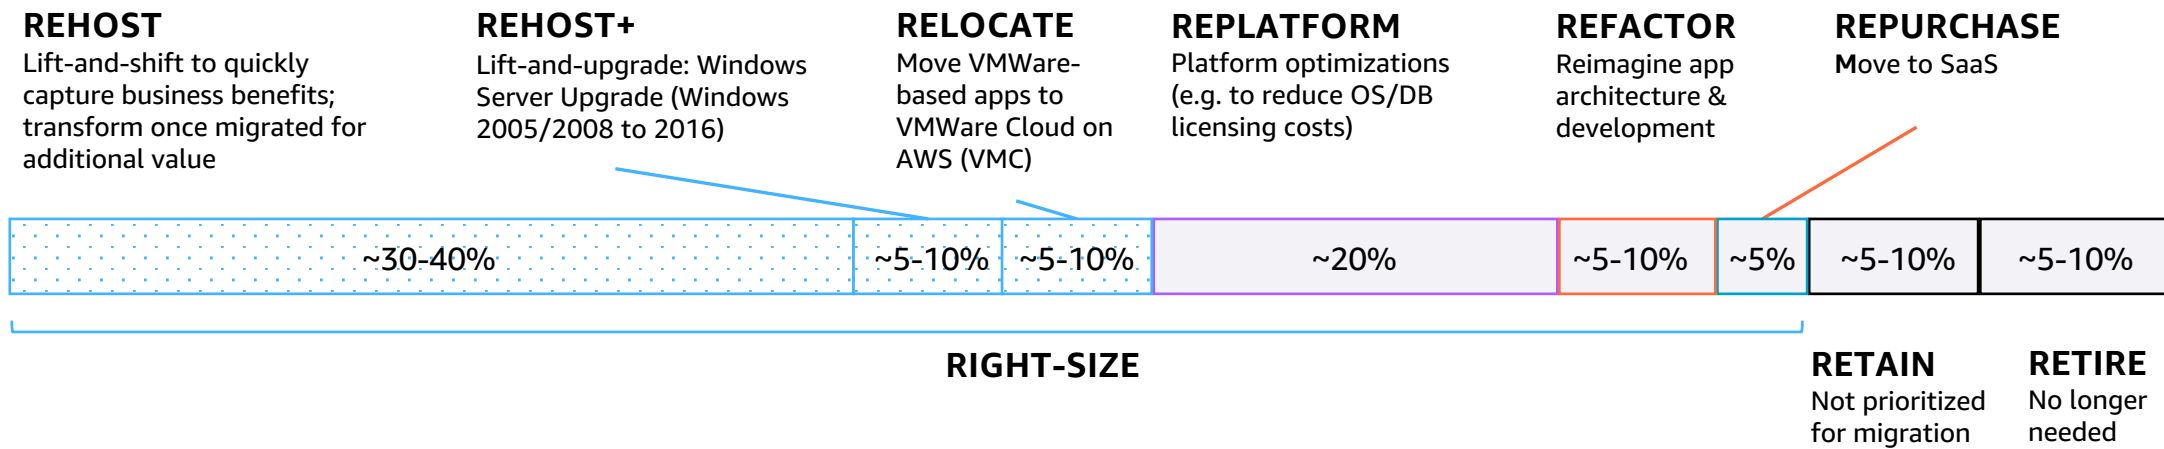 REHOST
Lift-and-shift to quickly
capture business benefits;
transform once migrated for
additional value
REHOST+
Lift-and-upgrade: Windows
Server Upgrade (Windows
2005/2008 to 2016)
RELOCATE
Move VMWare-
based apps to
VMWare Cloud on
AWS (VMC)
REPLATFORM
Platform optimizations
(e.g. to reduce OS/DB
licensing costs)
REFACTOR
Reimagine app
architecture &
development
REPURCHASE
Move to SaaS
~30-40%
~5-10%
~5-10%
~20%
~5-10%
~5%
~5-10%
~5-10%
RIGHT-SIZE
RETAIN
Not prioritized
for migration
RETIRE
No longer
needed